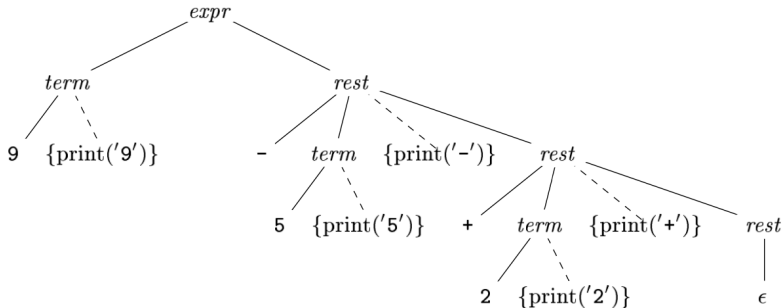 expr
term rest
9 {print('9')} - term {print('-')} rest
5 {print('5')} + term {print('+')} rest
2 {print('2')} ϵ